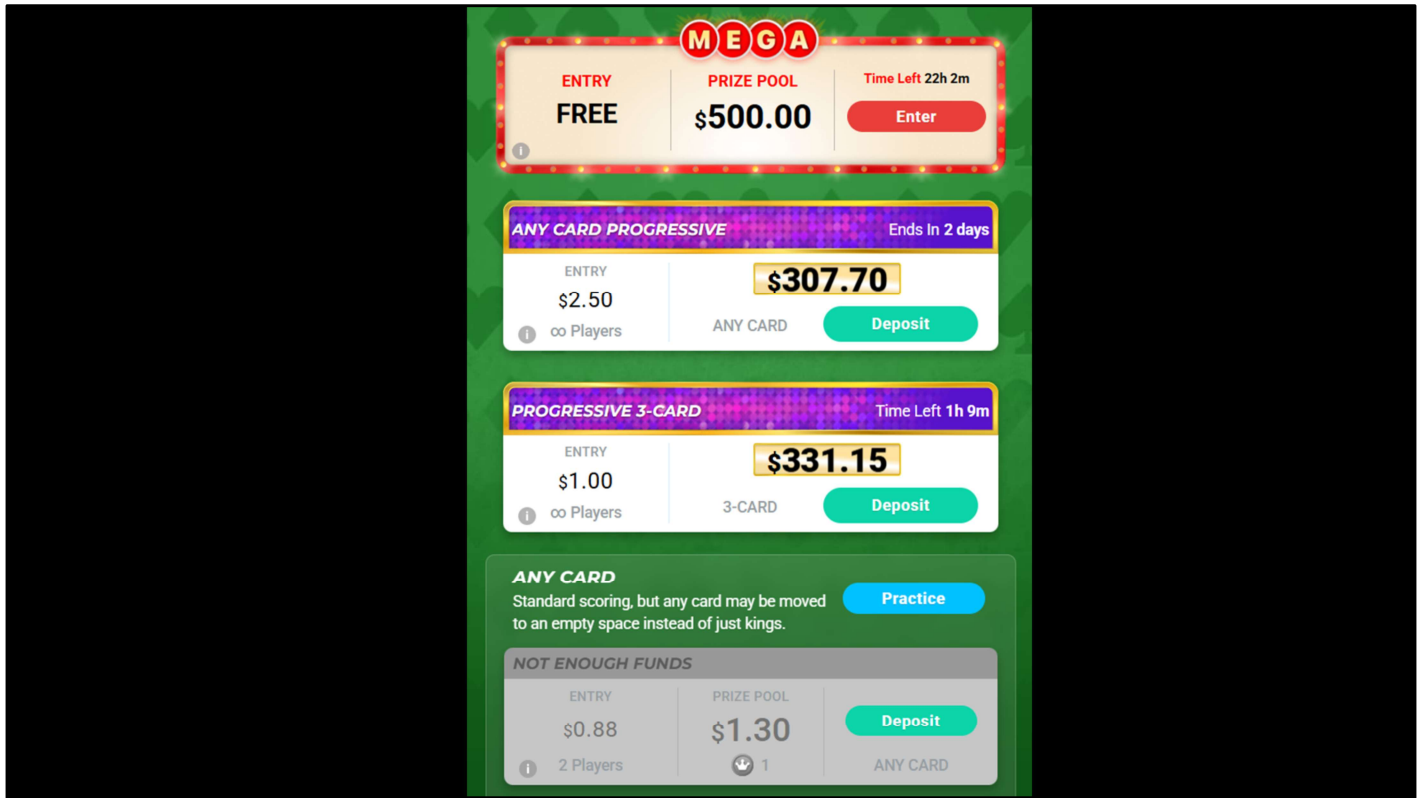 MEGA
ENTRY PRIZE POOL Time Left 22h 2m
FREE $500.00 Enter
ANY CARD PROGRESSIVE Ends In 2 days
ENTRY $307.70
$2.50
∞ Players ANY CARD Deposit
PROGRESSIVE 3-CARD Time Left 1h 9m
ENTRY $331.15
$1.00
∞ Players 3-CARD Deposit
ANY CARD
Standard scoring, but any card may be moved
to an empty space instead of just kings.
Practice
NOT ENOUGH FUNDS
ENTRY PRIZE POOL
$0.88 $1.30 Deposit
2 Players 1 ANY CARD